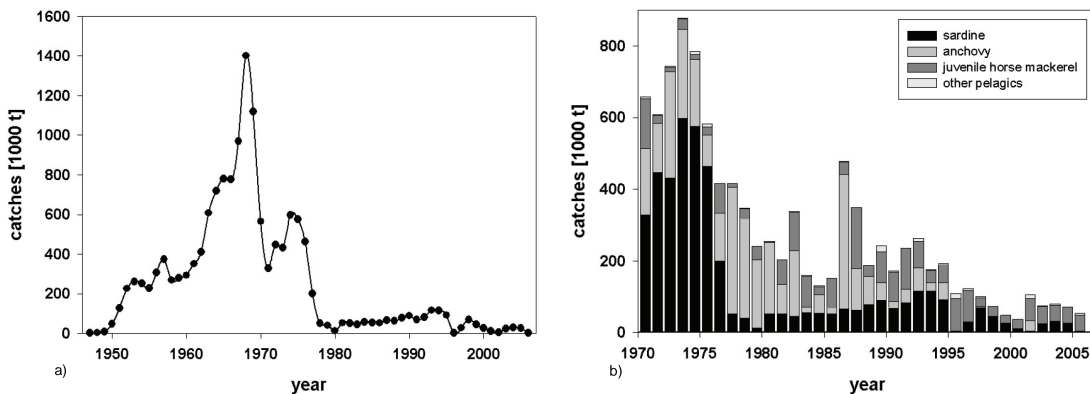 1600
1400
1200
1000
800
600
400
200
0
catches [1000 t]
1950 1960 1970 1980 1990 2000
a)
year
800
600
400
200
0
catches [1000 t]
sardine
anchovy
juvenile horse mackerel
other pelagics
1970 1975 1980 1985 1990 1995 2000 2005
b)
year